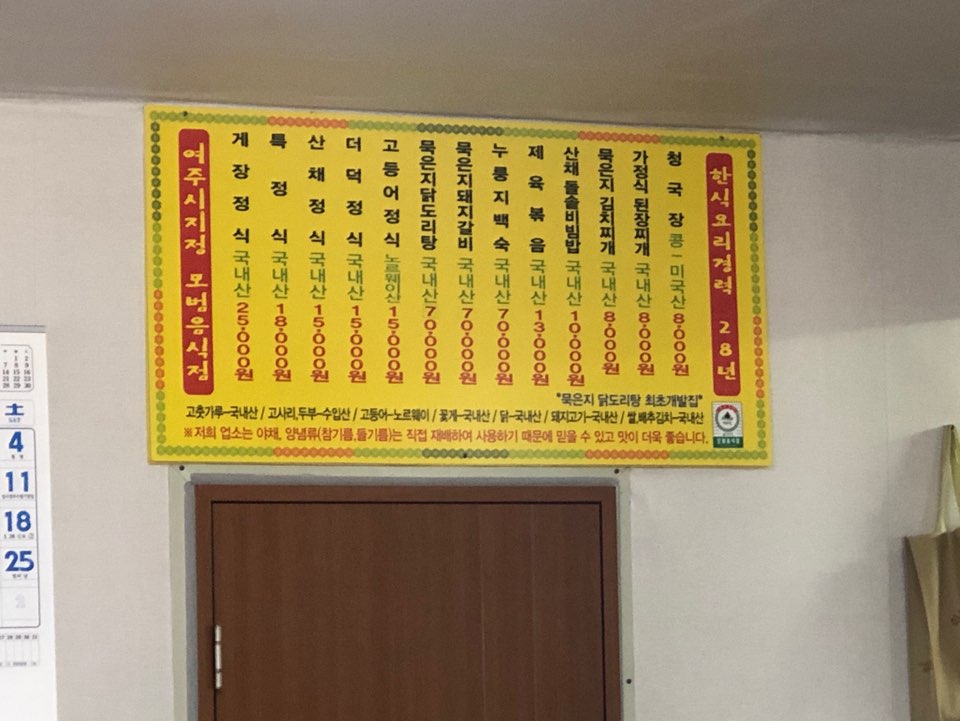 여주시지정 모범음식점
게장정식 국내산 25,000원
특정식 국내산 18,000원
산채정식 국내산 15,000원
더덕정식 국내산 15,000원
고등어정식 노르웨이산 15,000원
묵은지닭도리탕 국내산 70,000원
묵은지돼지갈비 국내산 70,000원
누룽지백숙 국내산 70,000원
제육볶음 국내산 13,000원
산채돌솥비빔밥 국내산 10,000원
묵은지김치찌개 국내산 8,000원
가정식된장찌개 국내산 8,000원
청국장 콩-미국산 8,000원
한식요리경력 28년
"묵은지 닭도리탕 최초개발집"
고춧가루-국내산 / 고사리,두부-수입산 / 고등어-노르웨이 / 꽃게-국내산 / 닭-국내산 / 돼지고가-국내산 / 쌀,배추김치-국내산
※저희 업소는 야채, 양념류(참기름,들기름)는 직접 재배하여 사용하기 때문에 믿을 수 있고 맛이 더욱 좋습니다.
土
SAT
4
11
18
25
2